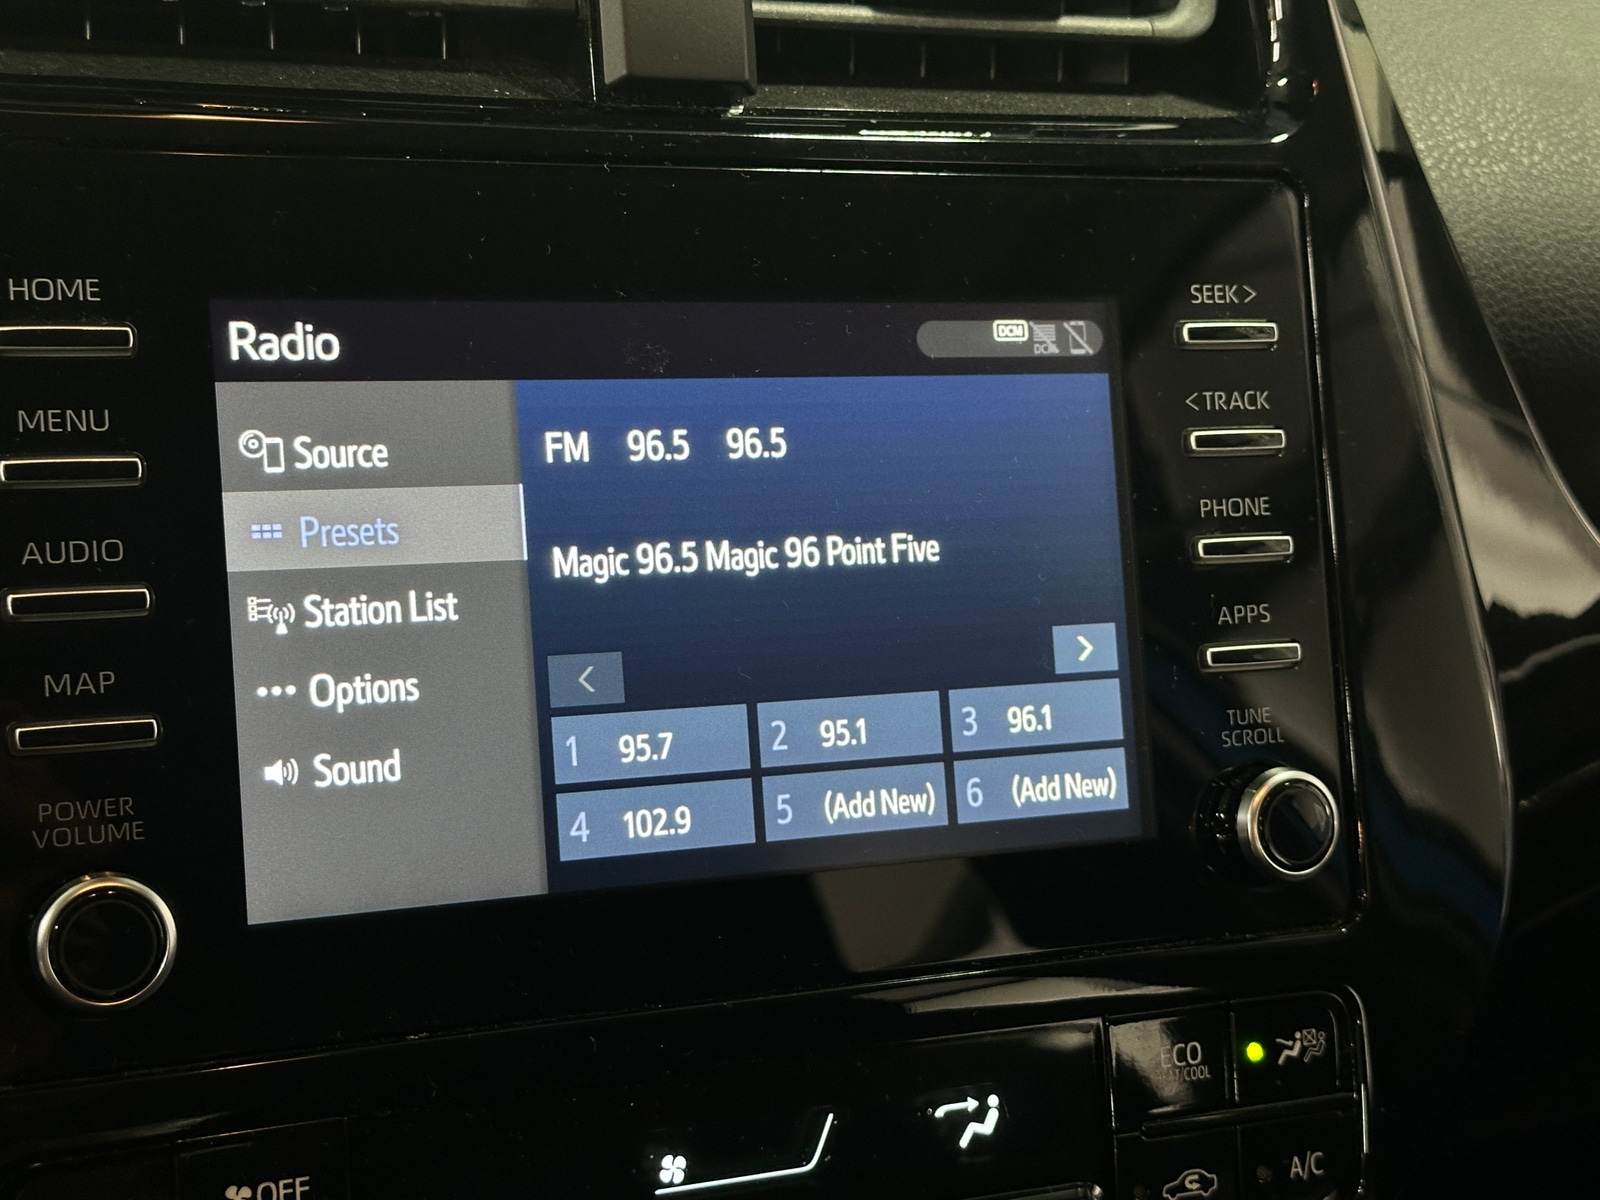 HOME
MENU
AUDIO
MAP
POWER
VOLUME
Radio
DCM
Source
Presets
Station List
Options
Sound
FM 96.5 96.5
Magic 96.5 Magic 96 Point Five
<
>
1 95.7
2 95.1
3 96.1
4 102.9
5 (Add New)
6 (Add New)
SEEK >
< TRACK
PHONE
APPS
TUNE
SCROLL
ECO
HEAT/COOL
OFF
A/C